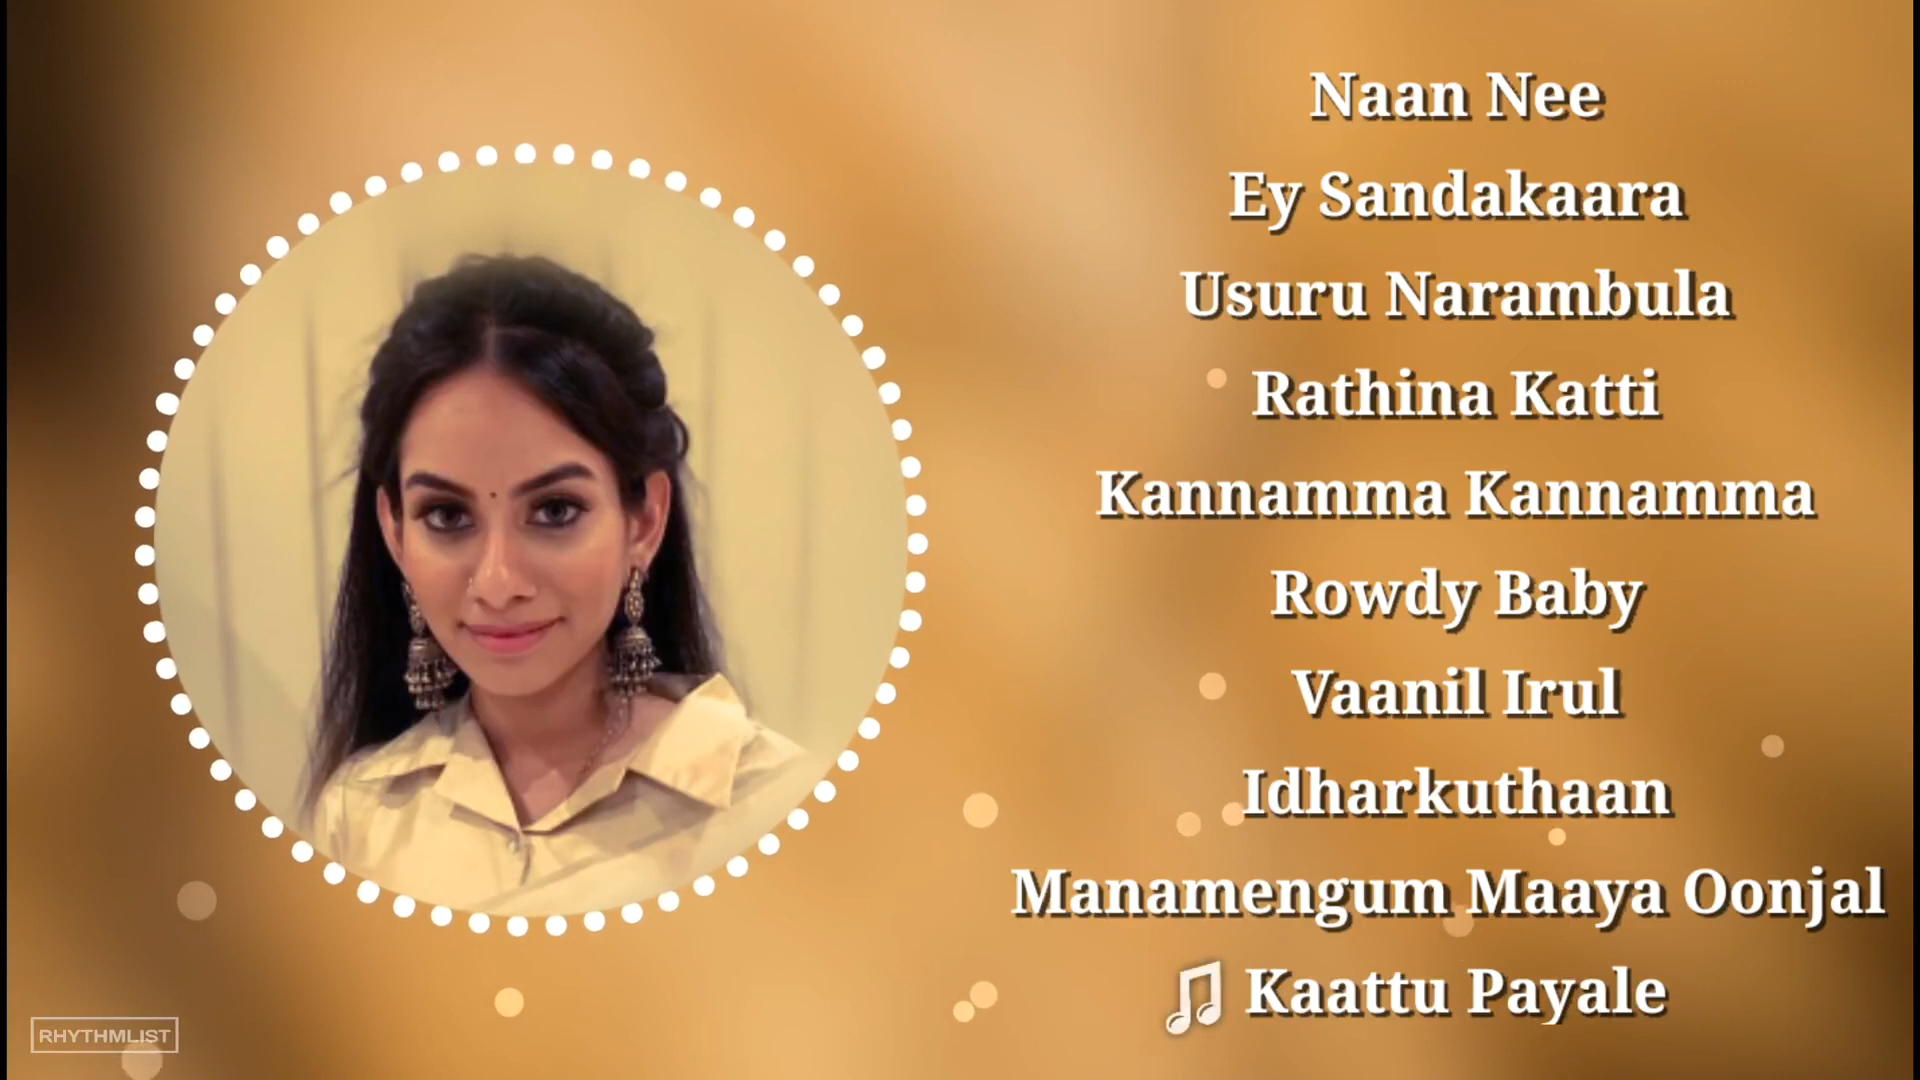 Naan Nee
Ey Sandakaara
Usuru Narambula
Rathina Katti
Kannamma Kannamma
Rowdy Baby
Vaanil Irul
Idharkuthaan
Manamengum Maaya Oonjal
Kaattu Payale
RHYTHMLIST